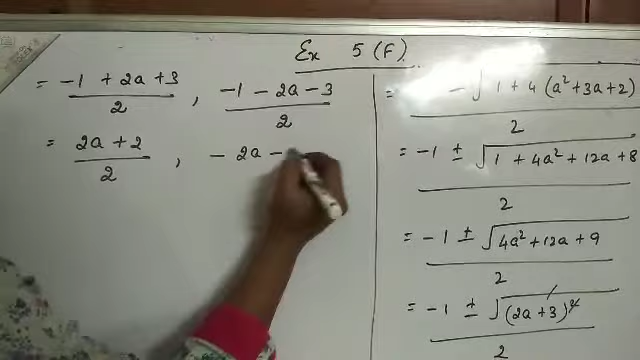 Ex 5 (F)
= -1 + 2a + 3 / 2 , -1 - 2a - 3 / 2
= 2a + 2 / 2 , - 2a -
= - √1 + 4 (a² + 3a + 2) / 2
= -1 ± √1 + 4a² + 12a + 8 / 2
= -1 ± √4a² + 12a + 9 / 2
= -1 ± √(2a + 3)² / 2